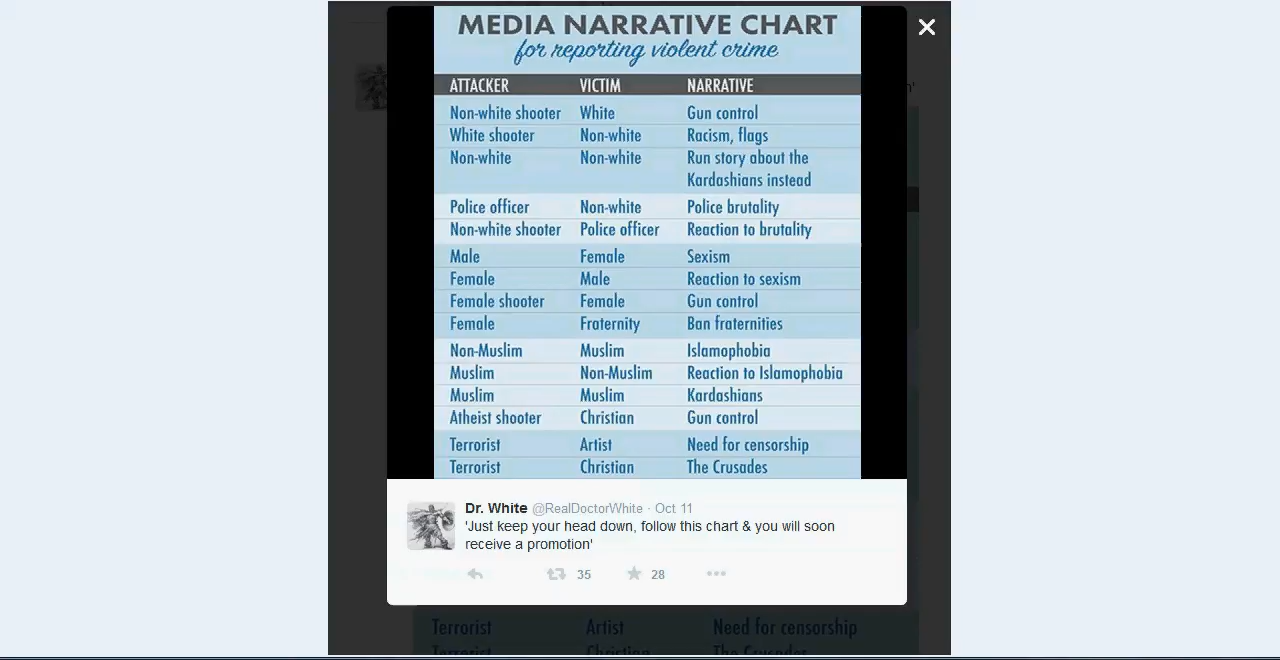 MEDIA NARRATIVE CHART
for reporting violent crime
ATTACKER VICTIM NARRATIVE
Non-white shooter White Gun control
White shooter Non-white Racism, flags
Non-white Non-white Run story about the
Kardashians instead
Police officer Non-white Police brutality
Non-white shooter Police officer Reaction to brutality
Male Female Sexism
Female Male Reaction to sexism
Female shooter Female Gun control
Female Fraternity Ban fraternities
Non-Muslim Muslim Islamophobia
Muslim Non-Muslim Reaction to Islamophobia
Muslim Muslim Kardashians
Atheist shooter Christian Gun control
Terrorist Artist Need for censorship
Terrorist Christian The Crusades
Dr. White @RealDoctorWhite · Oct 11
'Just keep your head down, follow this chart & you will soon
receive a promotion'
35 28
Terrorist Artist Need for censorship
Terrorist Christian The Crusades